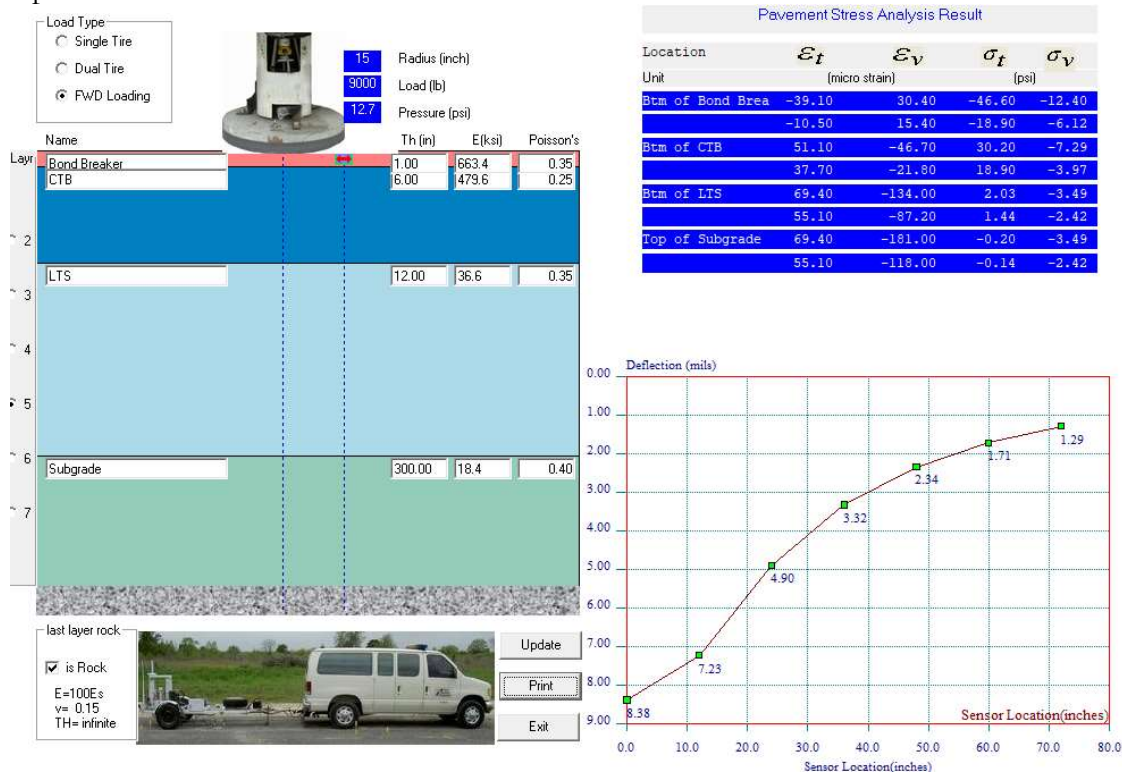 Load Type
Single Tire
Dual Tire
FWD Loading
15 Radius (inch)
9000 Load (lb)
12.7 Pressure (psi)
Name Th (in) E(ksi) Poisson's
Layr
Bond Breaker 1.00 663.4 0.35
CTB 6.00 479.6 0.25
2
LTS 12.00 36.6 0.35
3
4
5
6
Subgrade 300.00 18.4 0.40
7
last layer rock
is Rock
E=100Es
v= 0.15
TH= infinite
Update
Print
Exit
Pavement Stress Analysis Result
Location εt εv σt σv
Unit (micro strain) (psi)
Btm of Bond Brea -39.10 30.40 -46.60 -12.40
-10.50 15.40 -18.90 -6.12
Btm of CTB 51.10 -46.70 30.20 -7.29
37.70 -21.80 18.90 -3.97
Btm of LTS 69.40 -134.00 2.03 -3.49
55.10 -87.20 1.44 -2.42
Top of Subgrade 69.40 -181.00 -0.20 -3.49
55.10 -118.00 -0.14 -2.42
Deflection (mils)
0.00
1.00
1.29
2.00
1.71
2.34
3.00
3.32
4.00
5.00
4.90
6.00
7.00
7.23
8.00
8.38
9.00
Sensor Location(inches)
0.0 10.0 20.0 30.0 40.0 50.0 60.0 70.0 80.0
Sensor Location(inches)